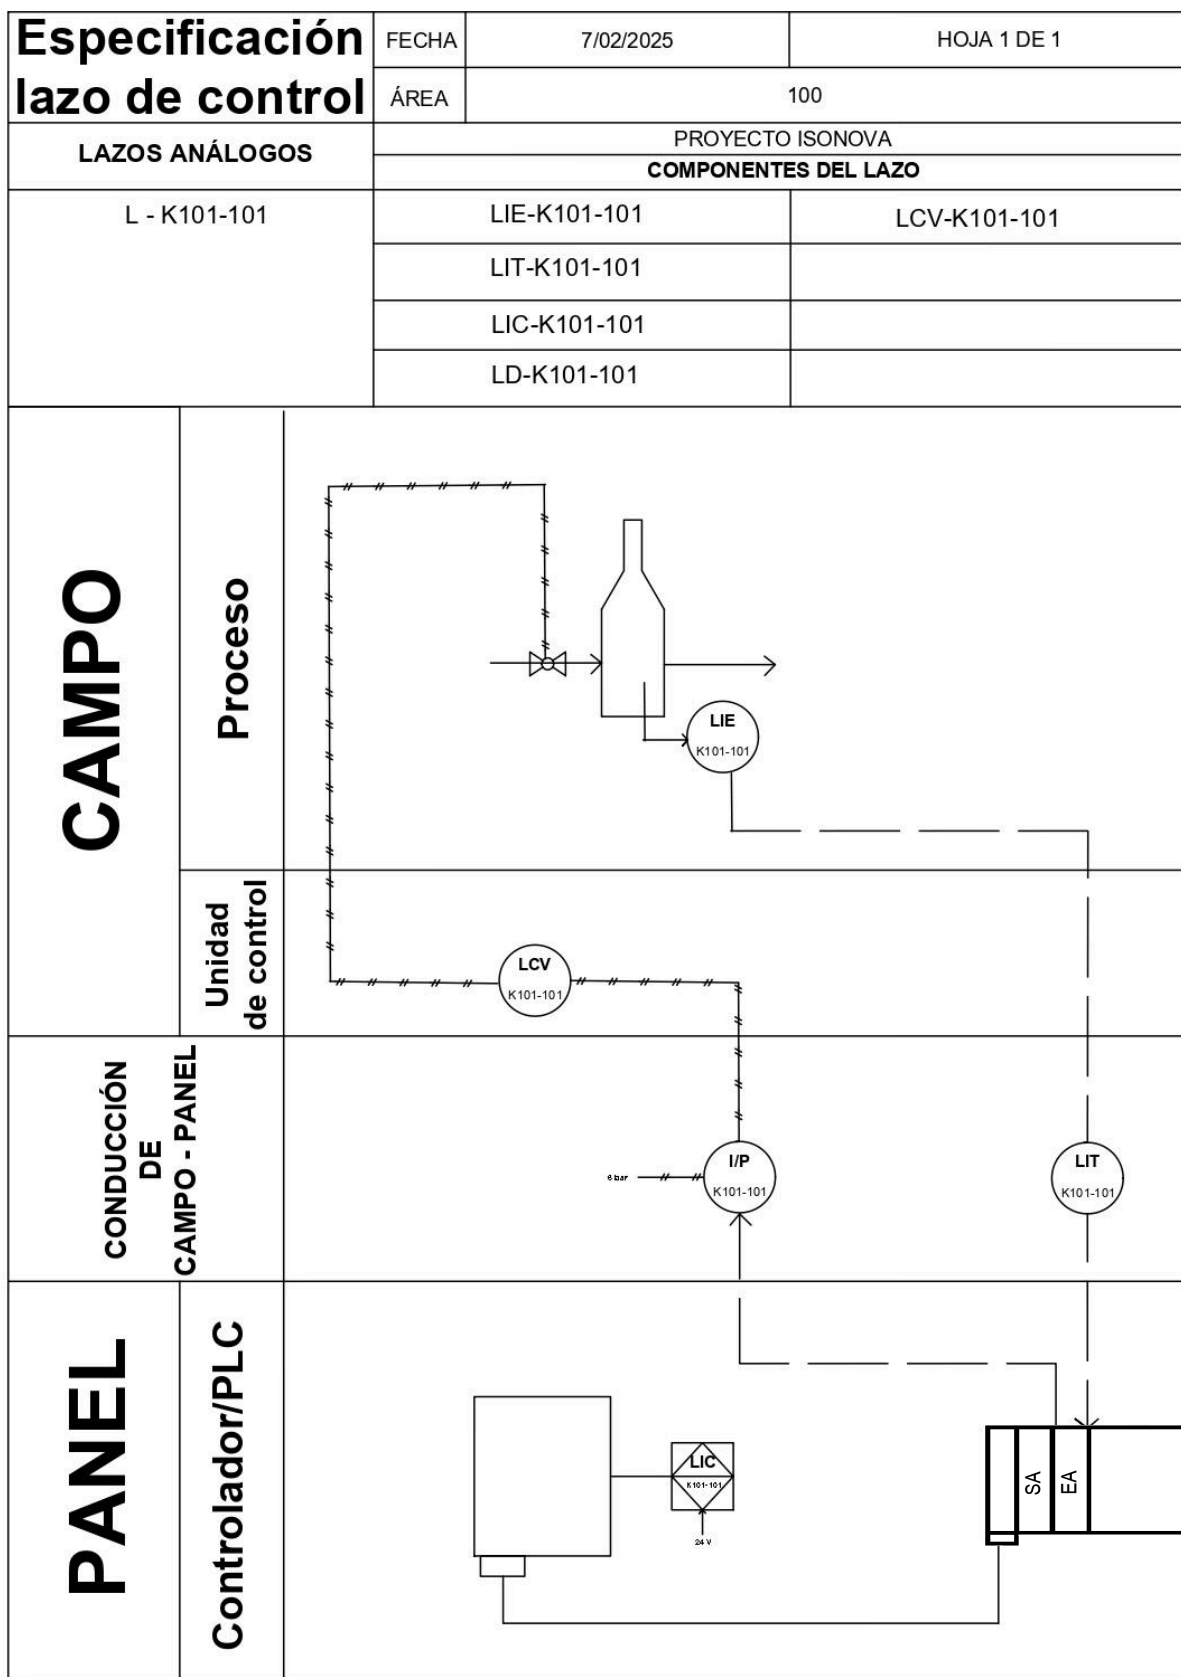 Especificación
lazo de control
FECHA
7/02/2025
HOJA 1 DE 1
ÁREA
100
LAZOS ANÁLOGOS
PROYECTO ISONOVA
COMPONENTES DEL LAZO
L - K101-101
LIE-K101-101
LCV-K101-101
LIT-K101-101
LIC-K101-101
LD-K101-101
CAMPO
Proceso
LIE
K101-101
Unidad
de control
LCV
K101-101
CONDUCCIÓN
DE
CAMPO - PANEL
6 bar
I/P
K101-101
LIT
K101-101
PANEL
Controlador/PLC
LIC
K101-101
24 V
SA
EA